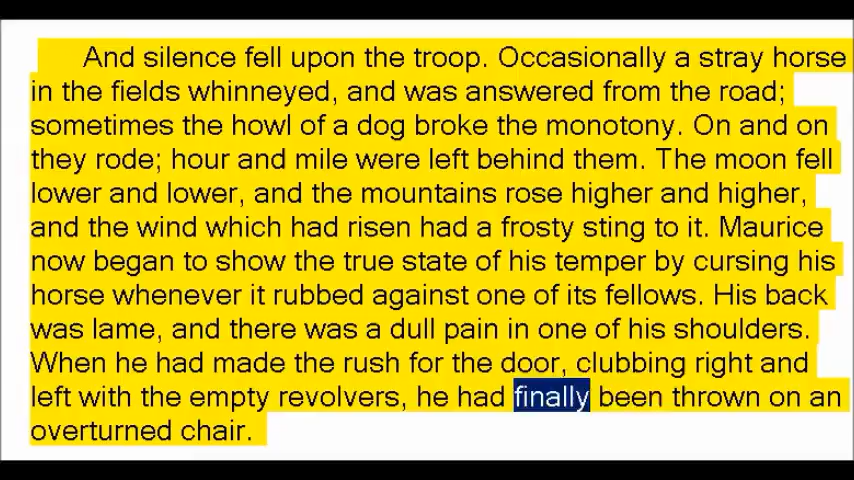 And silence fell upon the troop. Occasionally a stray horse
in the fields whinneyed, and was answered from the road;
sometimes the howl of a dog broke the monotony. On and on
they rode; hour and mile were left behind them. The moon fell
lower and lower, and the mountains rose higher and higher,
and the wind which had risen had a frosty sting to it. Maurice
now began to show the true state of his temper by cursing his
horse whenever it rubbed against one of its fellows. His back
was lame, and there was a dull pain in one of his shoulders.
When he had made the rush for the door, clubbing right and
left with the empty revolvers, he had finally been thrown on an
overturned chair.